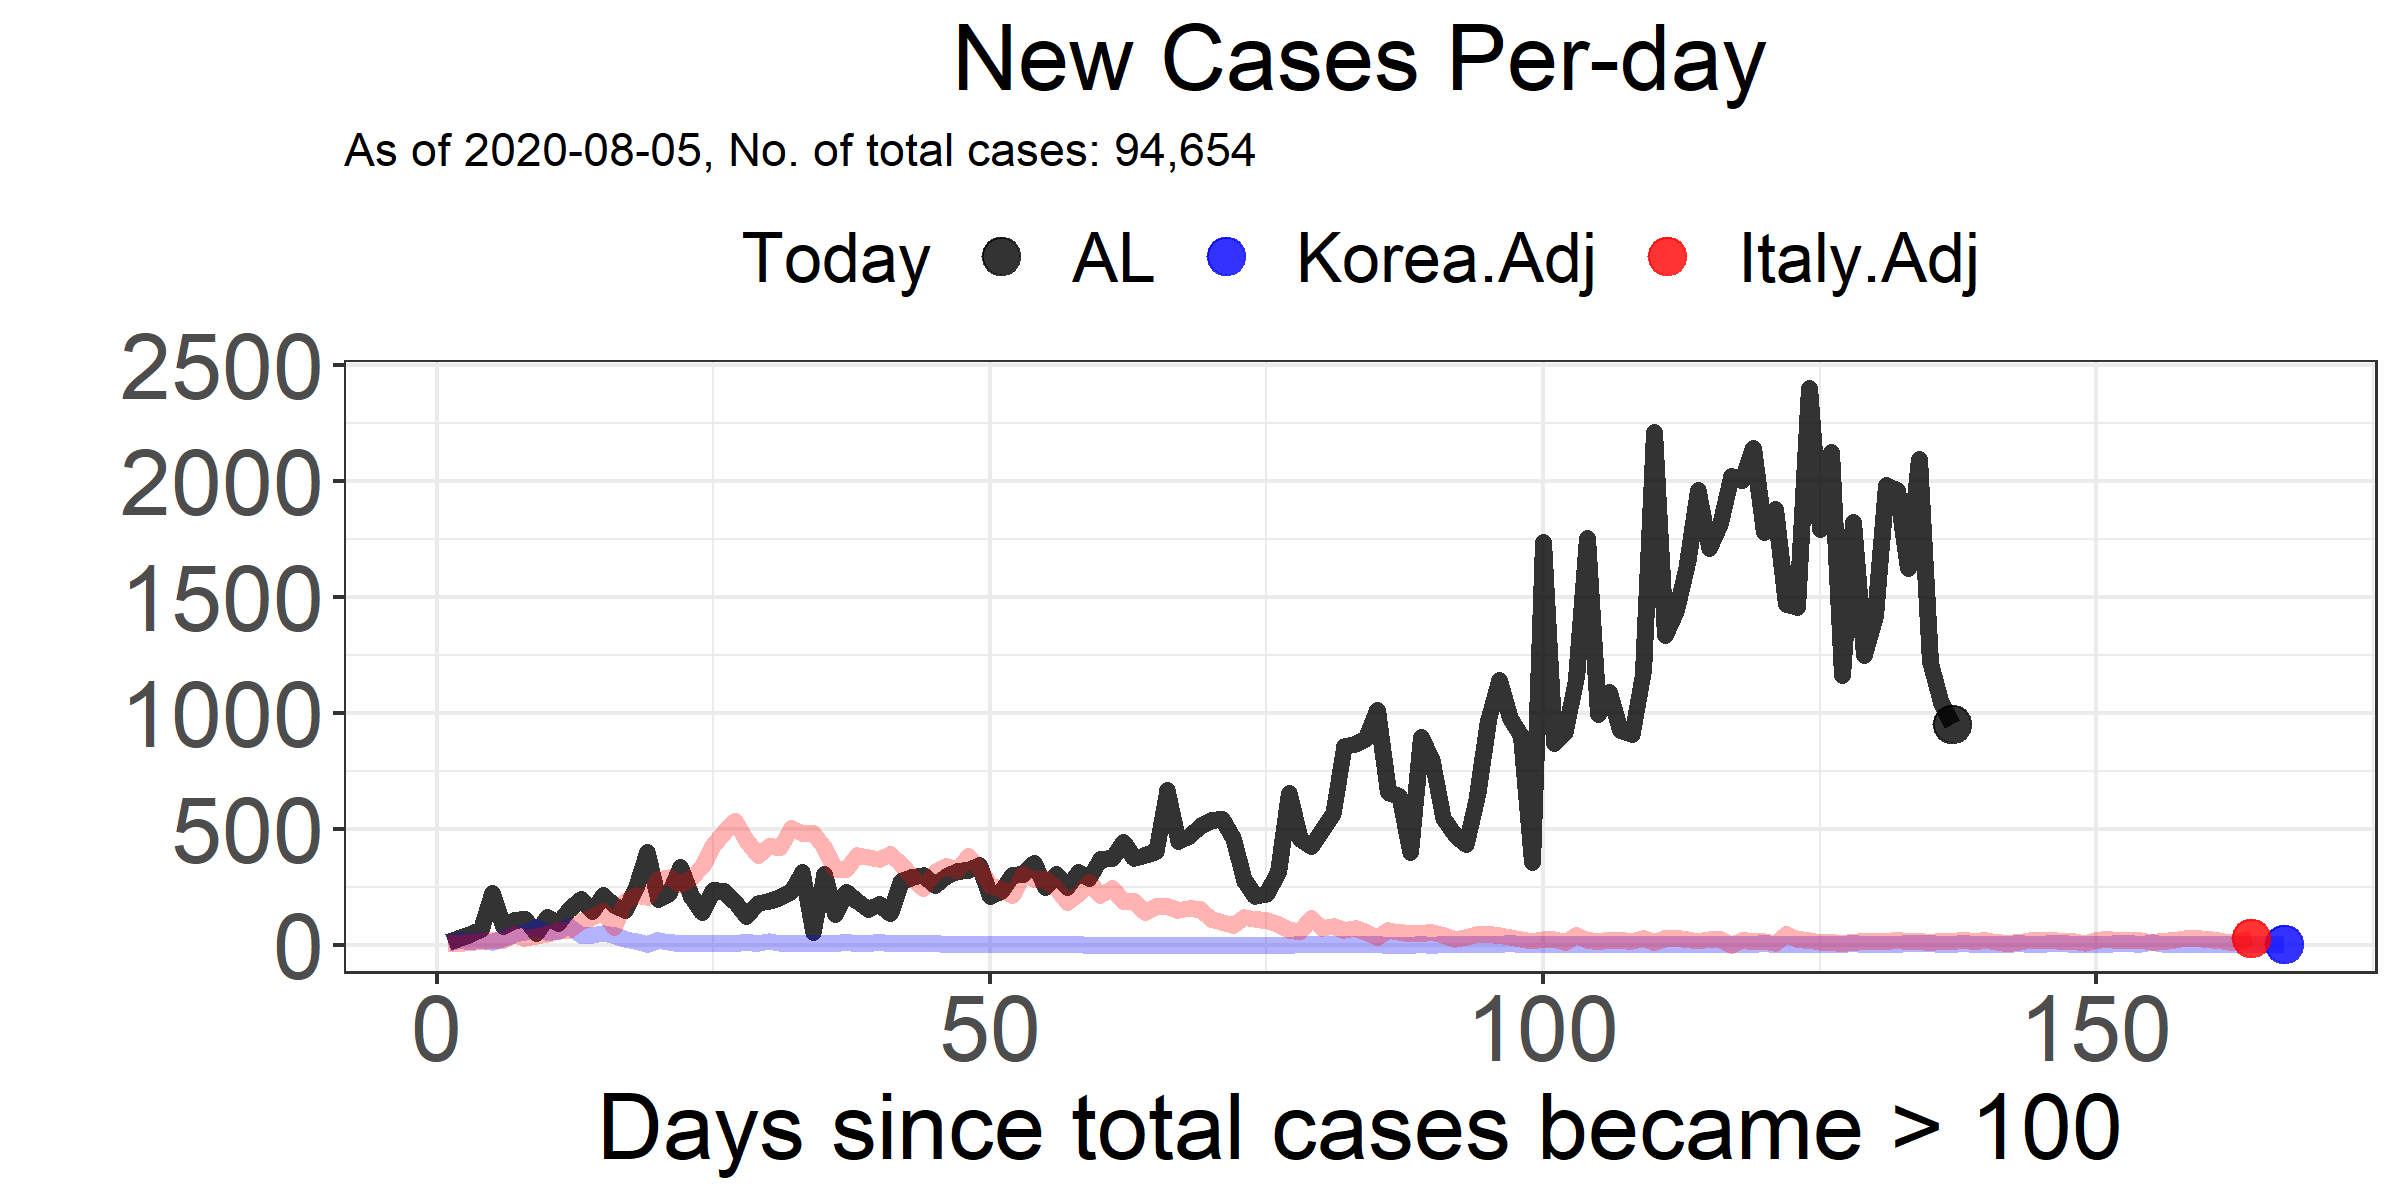 New Cases Per-day
As of 2020-08-05, No. of total cases: 94,654
Today AL Korea.Adj Italy.Adj
2500
2000
1500
1000
500
0
0 50 100 150
Days since total cases became > 100